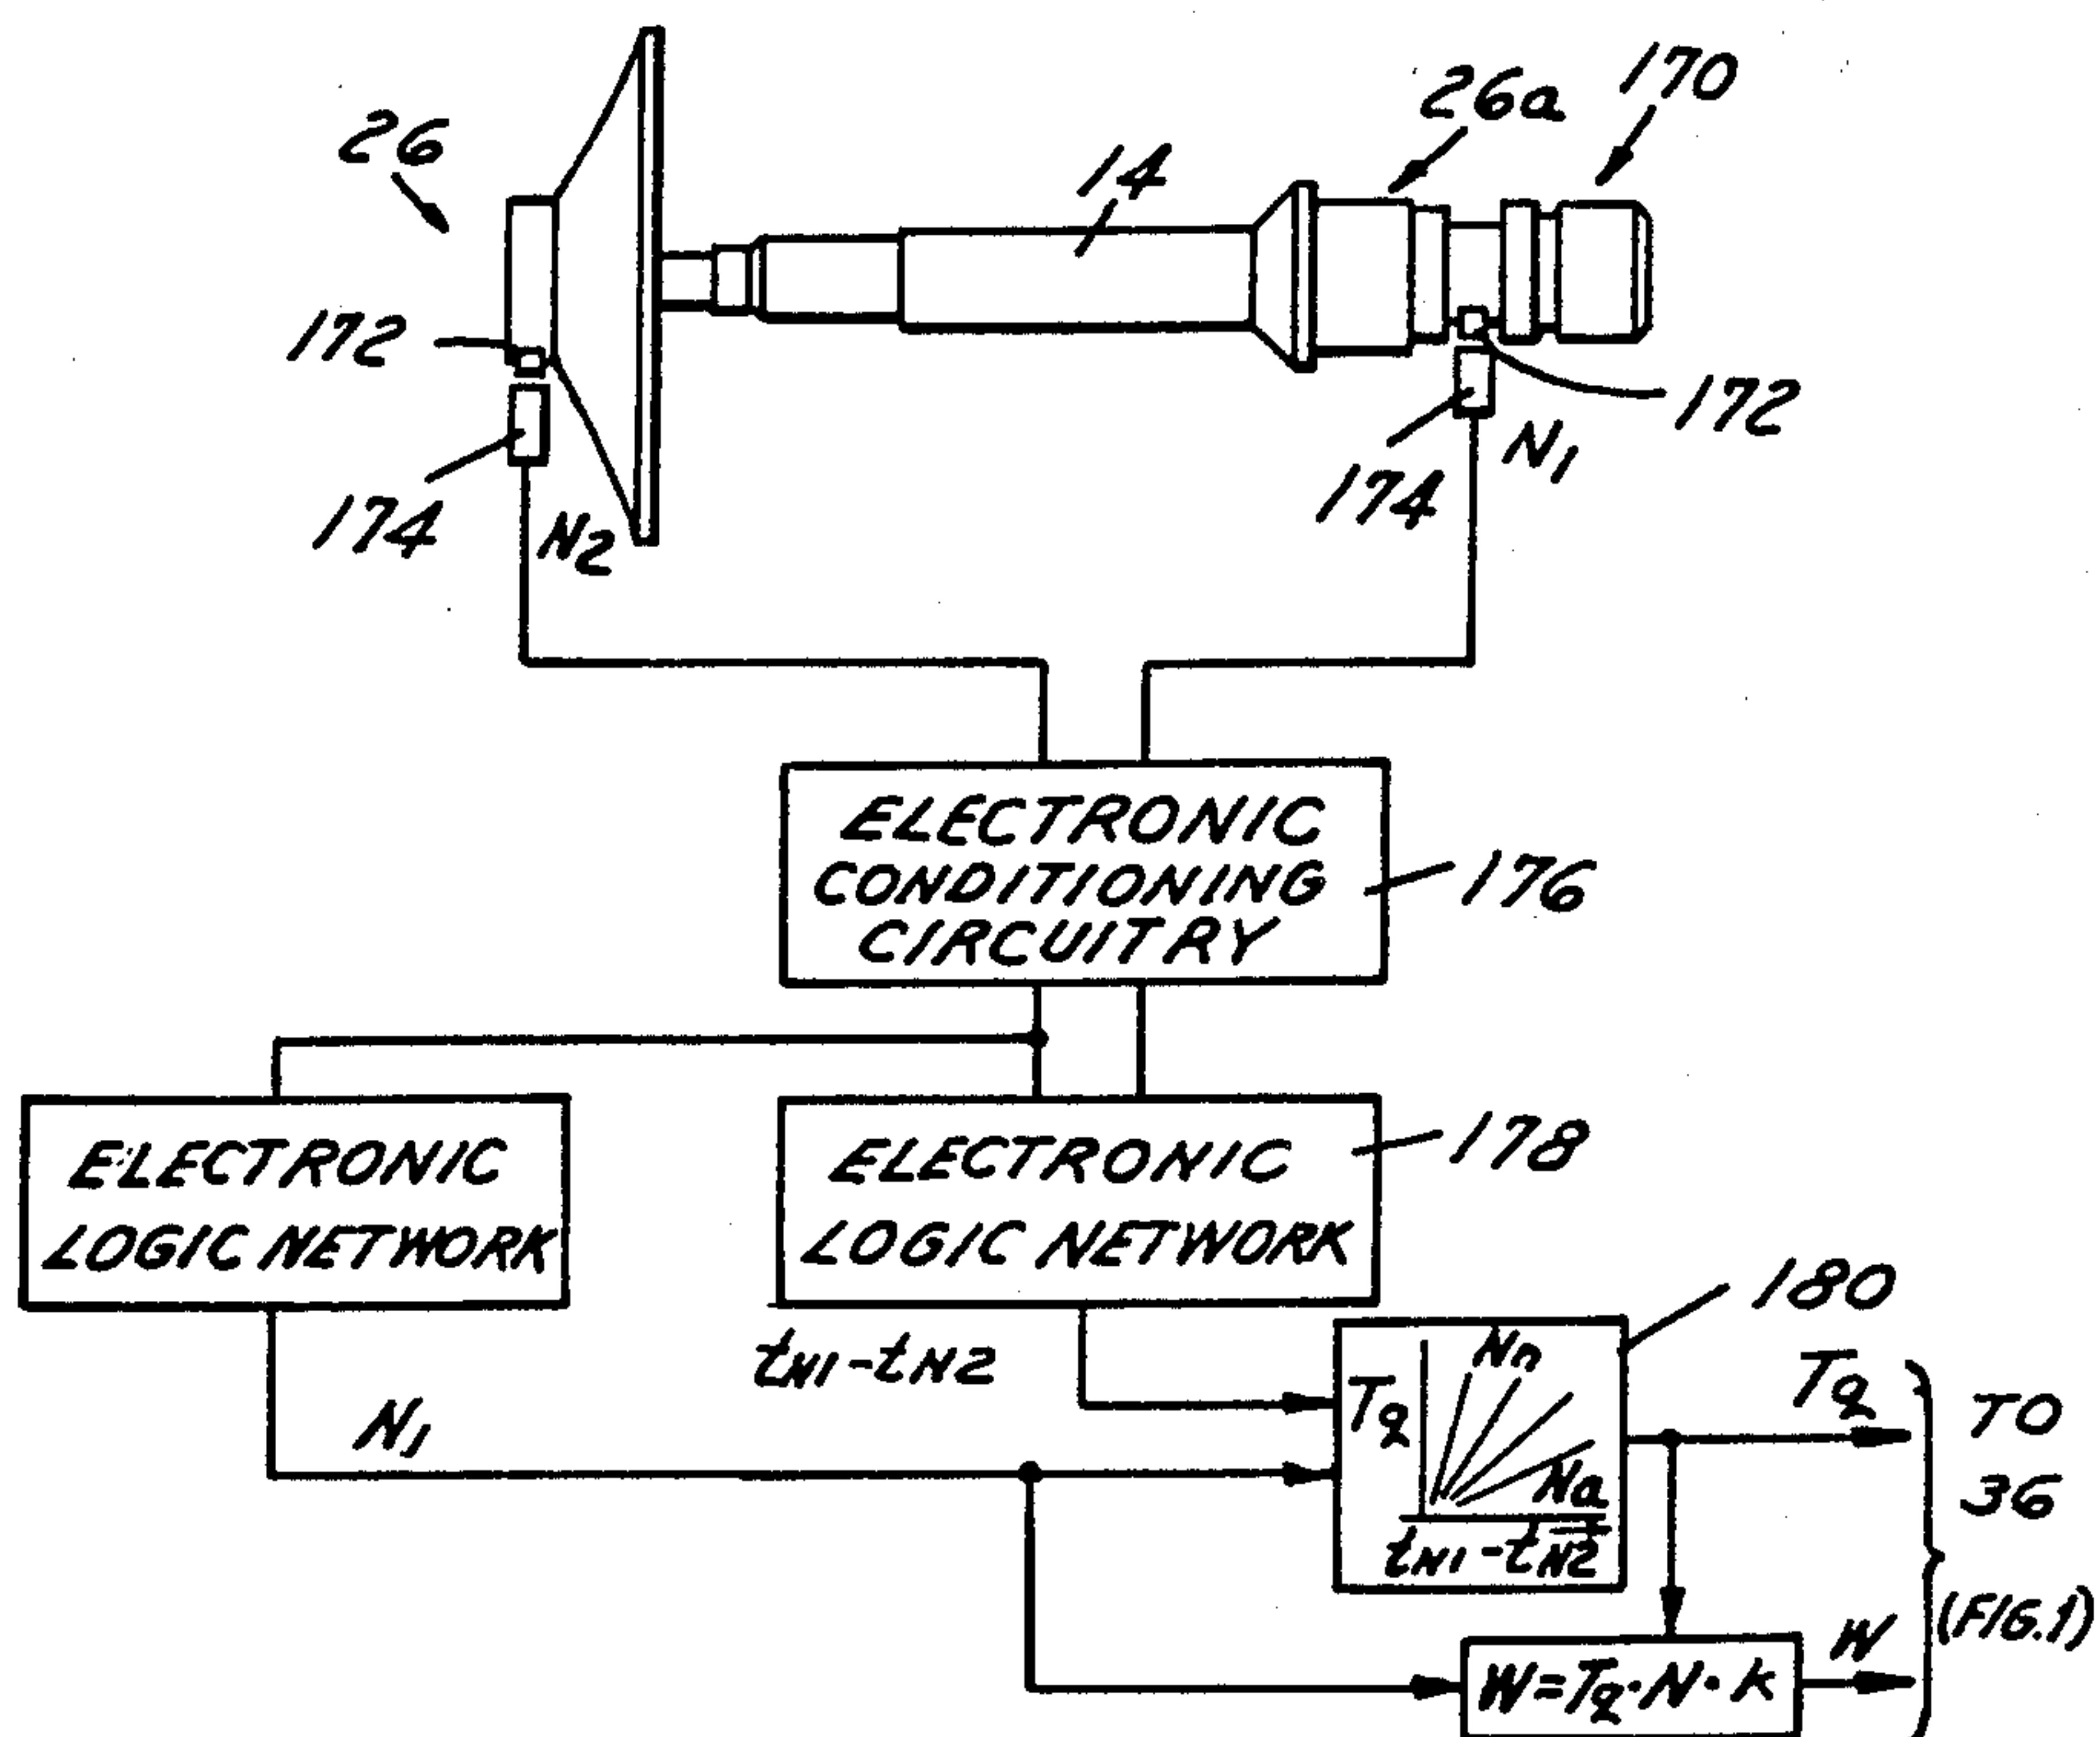 26
14
26a
170
172
174
N2
172
174
N1
ELECTRONIC
CONDITIONING
CIRCUITRY
176
ELECTRONIC
LOGIC NETWORK
ELECTRONIC
LOGIC NETWORK
178
180
tN1-tN2
N1
Tq
Nn
Na
tN1-tN2
Tq
TO
36
(FIG.1)
W=Tq·N·K
W